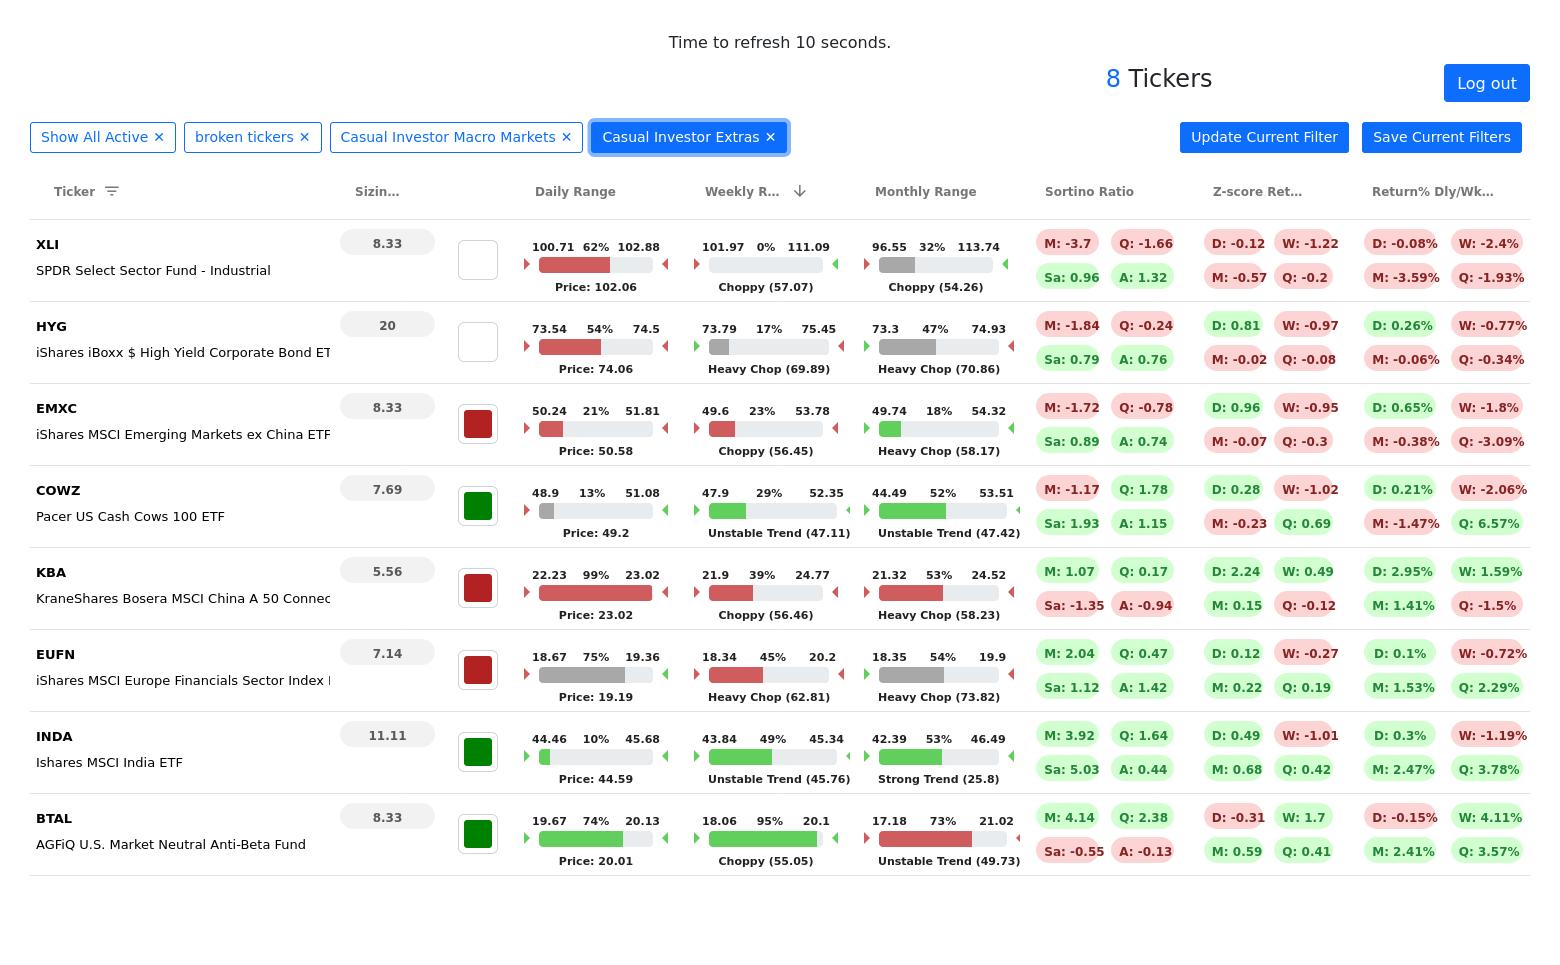 Time to refresh 10 seconds.
8 Tickers
Log out
Show All Active ✕ broken tickers ✕ Casual Investor Macro Markets ✕ Casual Investor Extras ✕ Update Current Filter Save Current Filters
Ticker Sizin… Daily Range Weekly R… Monthly Range Sortino Ratio Z-score Ret… Return% Dly/Wk…
XLI 8.33 100.71 62% 102.88 101.97 0% 111.09 96.55 32% 113.74 M: -3.7 Q: -1.66 D: -0.12 W: -1.22 D: -0.08% W: -2.4%
SPDR Select Sector Fund - Industrial Price: 102.06 Choppy (57.07) Choppy (54.26) Sa: 0.96 A: 1.32 M: -0.57 Q: -0.2 M: -3.59% Q: -1.93%
HYG 20 73.54 54% 74.5 73.79 17% 75.45 73.3 47% 74.93 M: -1.84 Q: -0.24 D: 0.81 W: -0.97 D: 0.26% W: -0.77%
iShares iBoxx $ High Yield Corporate Bond ET Price: 74.06 Heavy Chop (69.89) Heavy Chop (70.86) Sa: 0.79 A: 0.76 M: -0.02 Q: -0.08 M: -0.06% Q: -0.34%
EMXC 8.33 50.24 21% 51.81 49.6 23% 53.78 49.74 18% 54.32 M: -1.72 Q: -0.78 D: 0.96 W: -0.95 D: 0.65% W: -1.8%
iShares MSCI Emerging Markets ex China ETF Price: 50.58 Choppy (56.45) Heavy Chop (58.17) Sa: 0.89 A: 0.74 M: -0.07 Q: -0.3 M: -0.38% Q: -3.09%
COWZ 7.69 48.9 13% 51.08 47.9 29% 52.35 44.49 52% 53.51 M: -1.17 Q: 1.78 D: 0.28 W: -1.02 D: 0.21% W: -2.06%
Pacer US Cash Cows 100 ETF Price: 49.2 Unstable Trend (47.11) Unstable Trend (47.42) Sa: 1.93 A: 1.15 M: -0.23 Q: 0.69 M: -1.47% Q: 6.57%
KBA 5.56 22.23 99% 23.02 21.9 39% 24.77 21.32 53% 24.52 M: 1.07 Q: 0.17 D: 2.24 W: 0.49 D: 2.95% W: 1.59%
KraneShares Bosera MSCI China A 50 Connec Price: 23.02 Choppy (56.46) Heavy Chop (58.23) Sa: -1.35 A: -0.94 M: 0.15 Q: -0.12 M: 1.41% Q: -1.5%
EUFN 7.14 18.67 75% 19.36 18.34 45% 20.2 18.35 54% 19.9 M: 2.04 Q: 0.47 D: 0.12 W: -0.27 D: 0.1% W: -0.72%
iShares MSCI Europe Financials Sector Index Price: 19.19 Heavy Chop (62.81) Heavy Chop (73.82) Sa: 1.12 A: 1.42 M: 0.22 Q: 0.19 M: 1.53% Q: 2.29%
INDA 11.11 44.46 10% 45.68 43.84 49% 45.34 42.39 53% 46.49 M: 3.92 Q: 1.64 D: 0.49 W: -1.01 D: 0.3% W: -1.19%
Ishares MSCI India ETF Price: 44.59 Unstable Trend (45.76) Strong Trend (25.8) Sa: 5.03 A: 0.44 M: 0.68 Q: 0.42 M: 2.47% Q: 3.78%
BTAL 8.33 19.67 74% 20.13 18.06 95% 20.1 17.18 73% 21.02 M: 4.14 Q: 2.38 D: -0.31 W: 1.7 D: -0.15% W: 4.11%
AGFiQ U.S. Market Neutral Anti-Beta Fund Price: 20.01 Choppy (55.05) Unstable Trend (49.73) Sa: -0.55 A: -0.13 M: 0.59 Q: 0.41 M: 2.41% Q: 3.57%